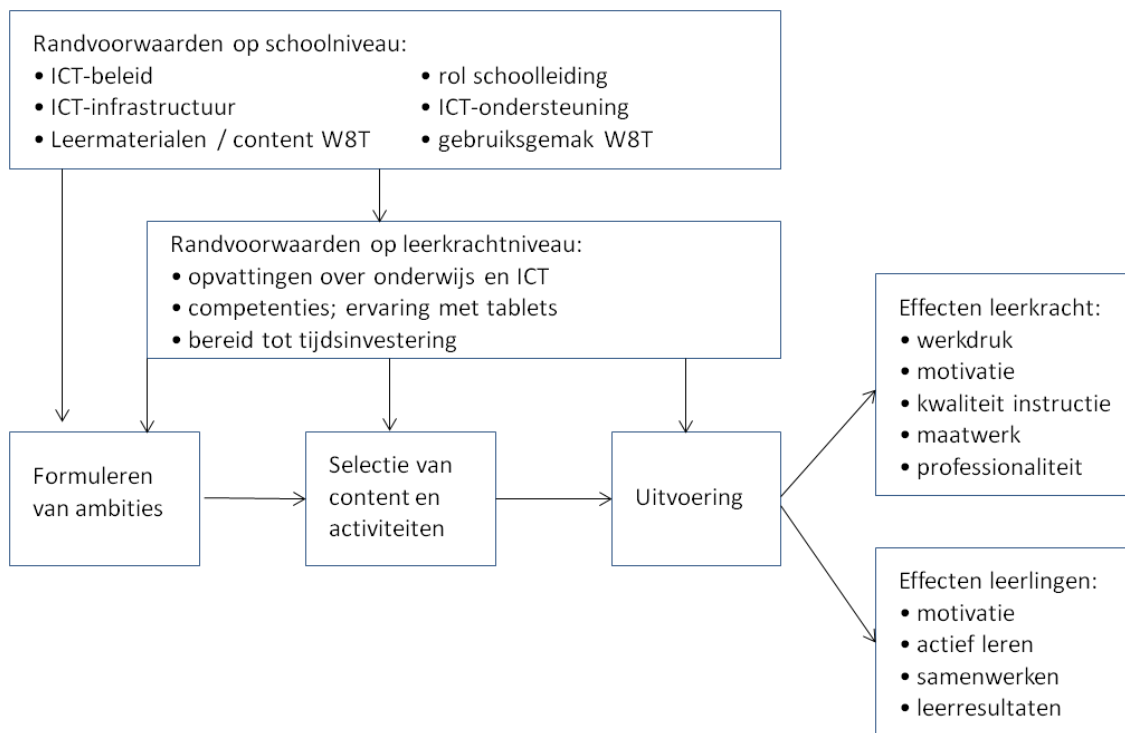 Randvoorwaarden op schoolniveau:
• ICT-beleid
• ICT-infrastructuur
• Leermaterialen / content W8T
• rol schoolleiding
• ICT-ondersteuning
• gebruiksgemak W8T
Randvoorwaarden op leerkrachtniveau:
• opvattingen over onderwijs en ICT
• competenties; ervaring met tablets
• bereid tot tijdsinvestering
Formuleren
van ambities
Selectie van
content en
activiteiten
Uitvoering
Effecten leerkracht:
• werkdruk
• motivatie
• kwaliteit instructie
• maatwerk
• professionaliteit
Effecten leerlingen:
• motivatie
• actief leren
• samenwerken
• leerresultaten